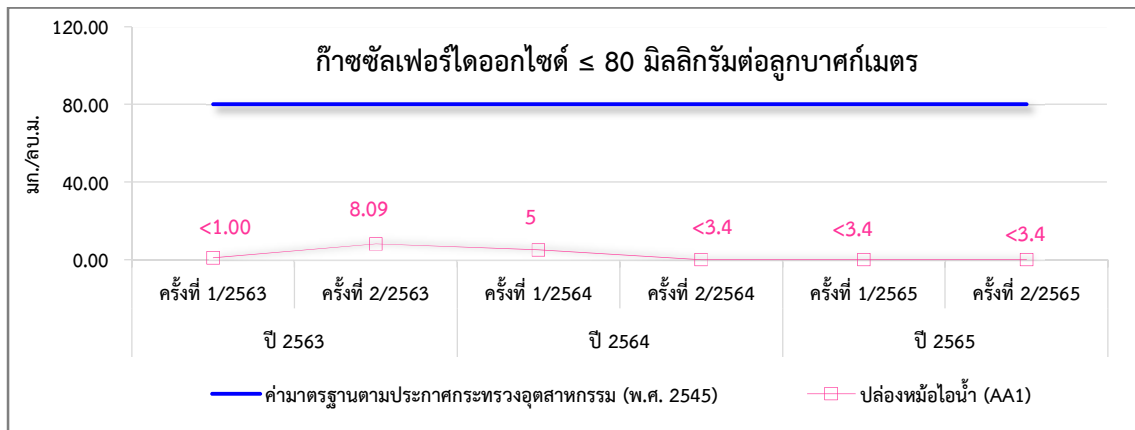 ก๊าซซัลเฟอร์ไดออกไซด์ ≤ 80 มิลลิกรัมต่อลูกบาศก์เมตร
120.00
80.00
40.00
0.00
มก./ลบ.ม.
<1.00
8.09
5
<3.4
<3.4
<3.4
ครั้งที่ 1/2563 ครั้งที่ 2/2563 ครั้งที่ 1/2564 ครั้งที่ 2/2564 ครั้งที่ 1/2565 ครั้งที่ 2/2565
ปี 2563 ปี 2564 ปี 2565
ค่ามาตรฐานตามประกาศกระทรวงอุตสาหกรรม (พ.ศ. 2545) ปล่องหม้อไอน้ำ (AA1)